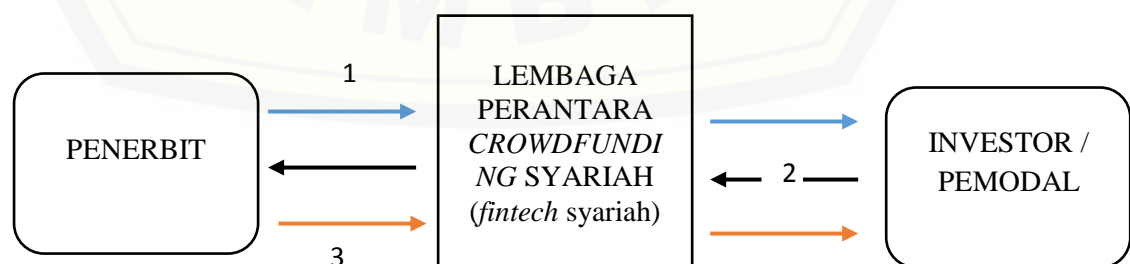 1
PENERBIT
3
LEMBAGA
PERANTARA
CROWDFUNDI
NG SYARIAH
(fintech syariah)
2
INVESTOR /
PEMODAL